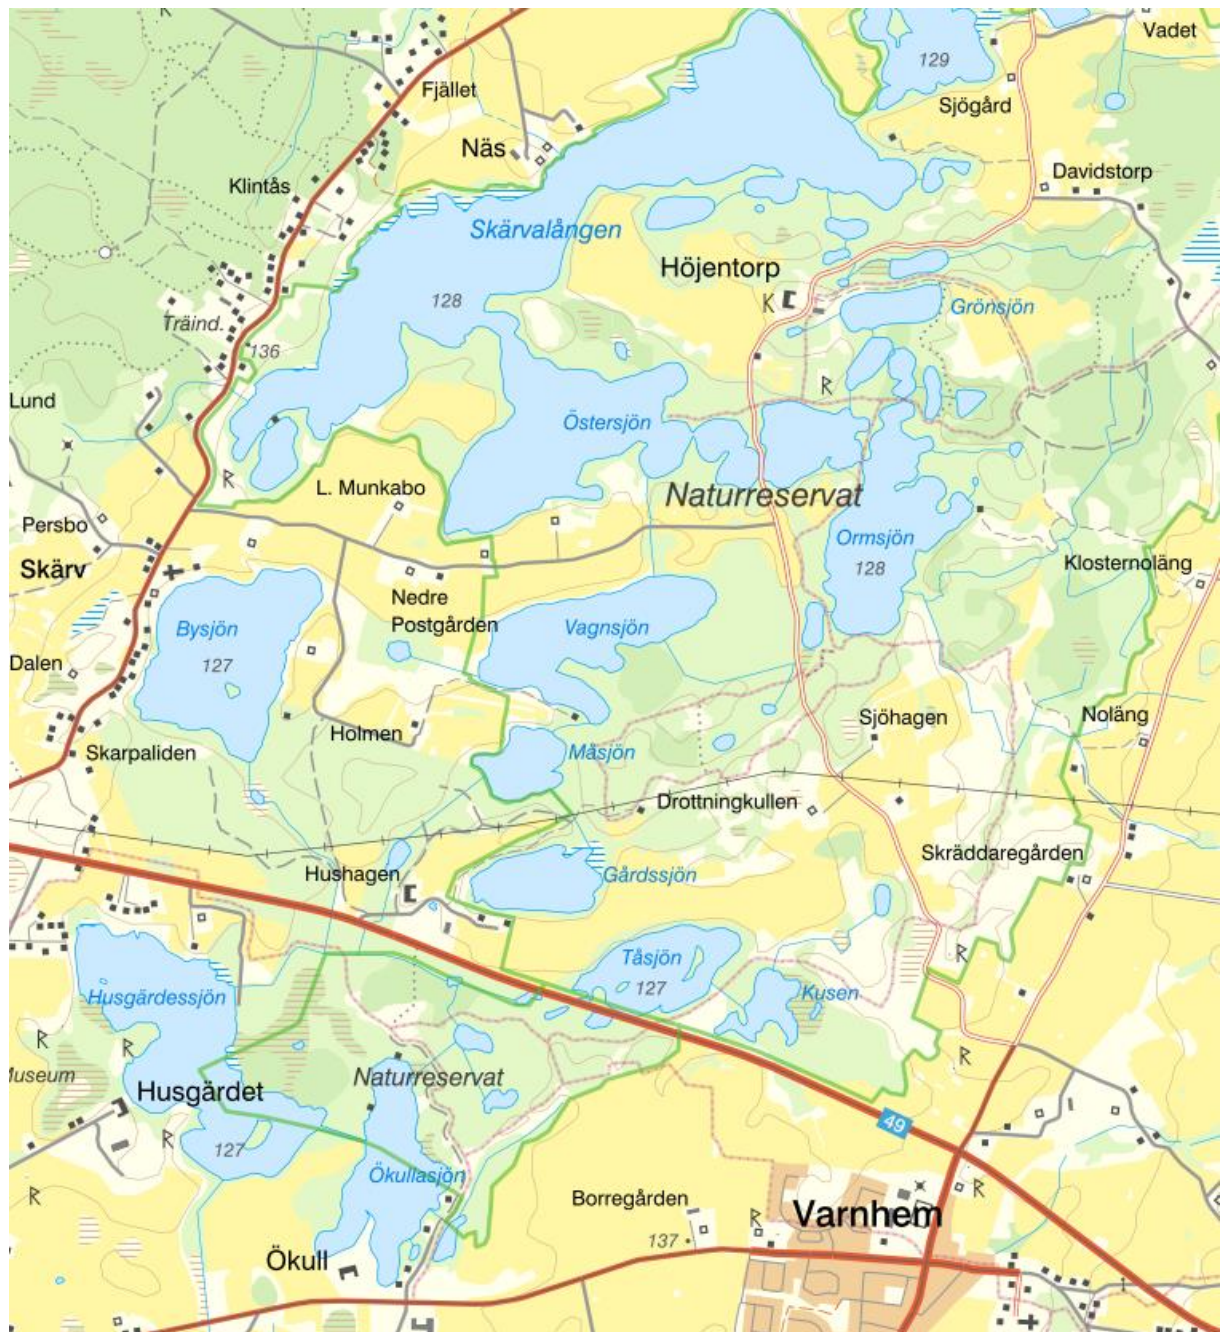 Vadet
129
Fjället
Sjögård
Näs
Davidstorp
Klintås
Skärvalången
Höjentorp
K
128
Grönsjön
Träind.
136
R
Lund
Östersjön
R
L. Munkabo
Naturreservat
Persbo
Ormsjön
Skärv
128
Klosternoläng
Nedre
Postgården
Bysjön
Vagnsjön
127
Dalen
Sjöhagen
Noläng
Holmen
Skarpaliden
Måsjön
Drottningkullen
Skräddaregården
Hushagen
Gårdssjön
R
Tåsjön
127
Husgärdessjön
Kusen
R
R
R
Museum
Naturreservat
Husgärdet
49
R
127
Ökullasjön
R
R
Borregården
R
Varnhem
137
Ökull